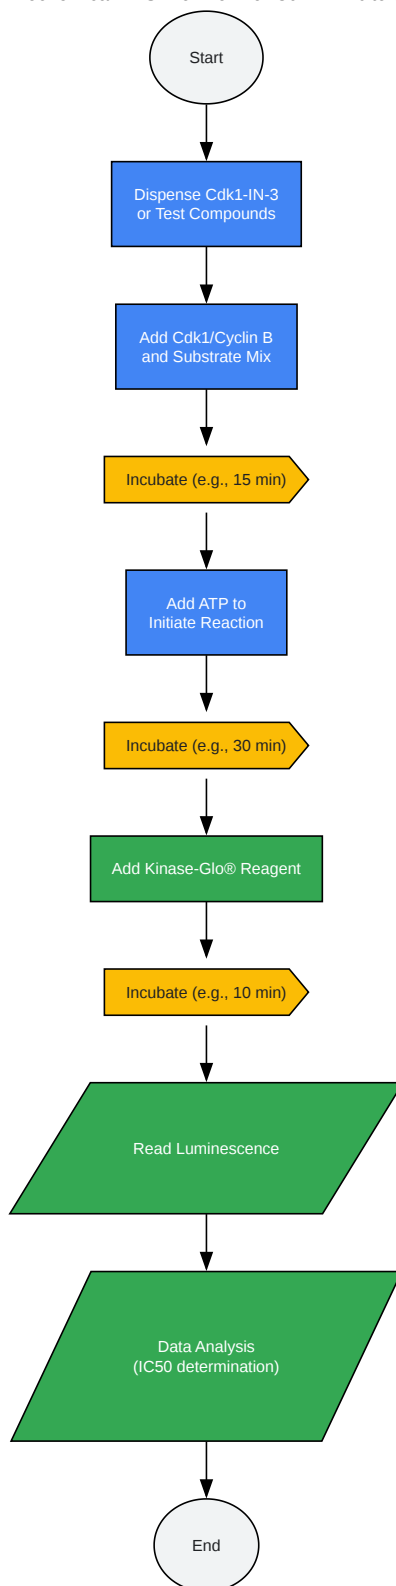 Start
Dispense Cdk1-IN-3
or Test Compounds
Add Cdk1/Cyclin B
and Substrate Mix
Incubate (e.g., 15 min)
Add ATP to
Initiate Reaction
Incubate (e.g., 30 min)
Add Kinase-Glo® Reagent
Incubate (e.g., 10 min)
Read Luminescence
Data Analysis
(IC50 determination)
End